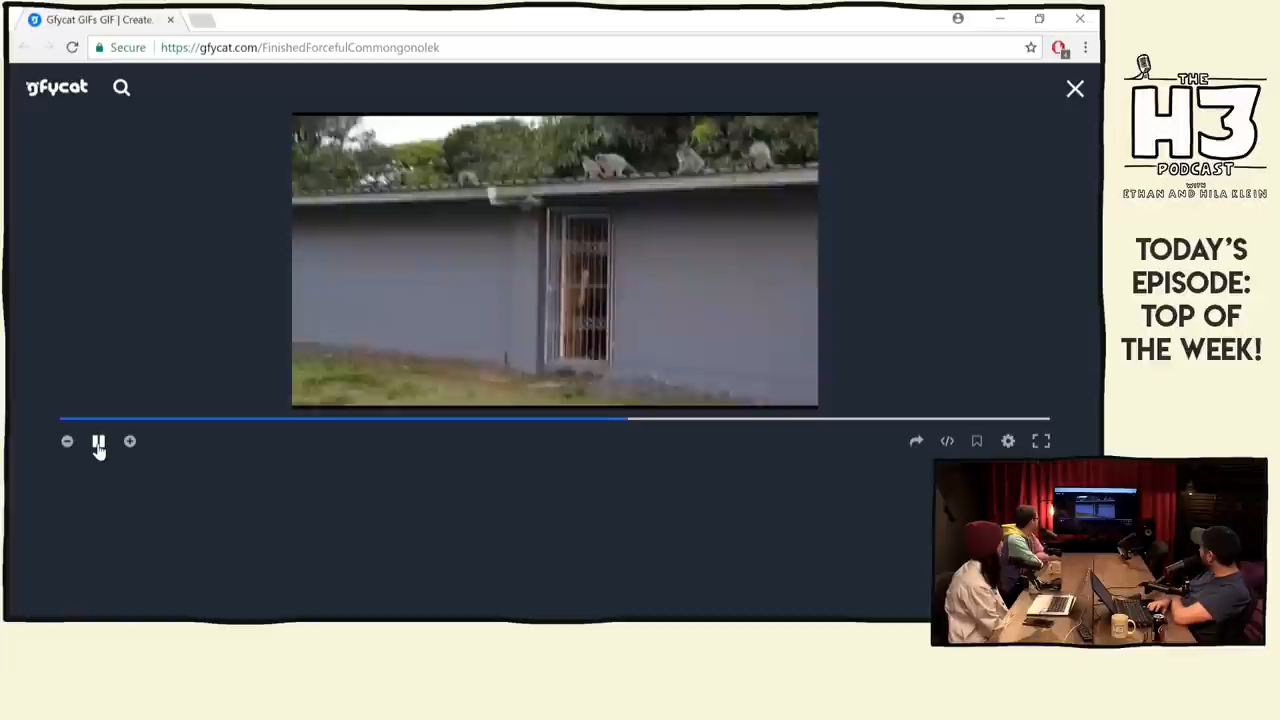 Gfycat GIFs GIF | Create.
Secure
https://gfycat.com/FinishedForcefulCommongonolek
gfycat
THE
H3
PODCAST
WITH
ETHAN AND HILA KLEIN
TODAY'S
EPISODE:
TOP OF
THE WEEK!